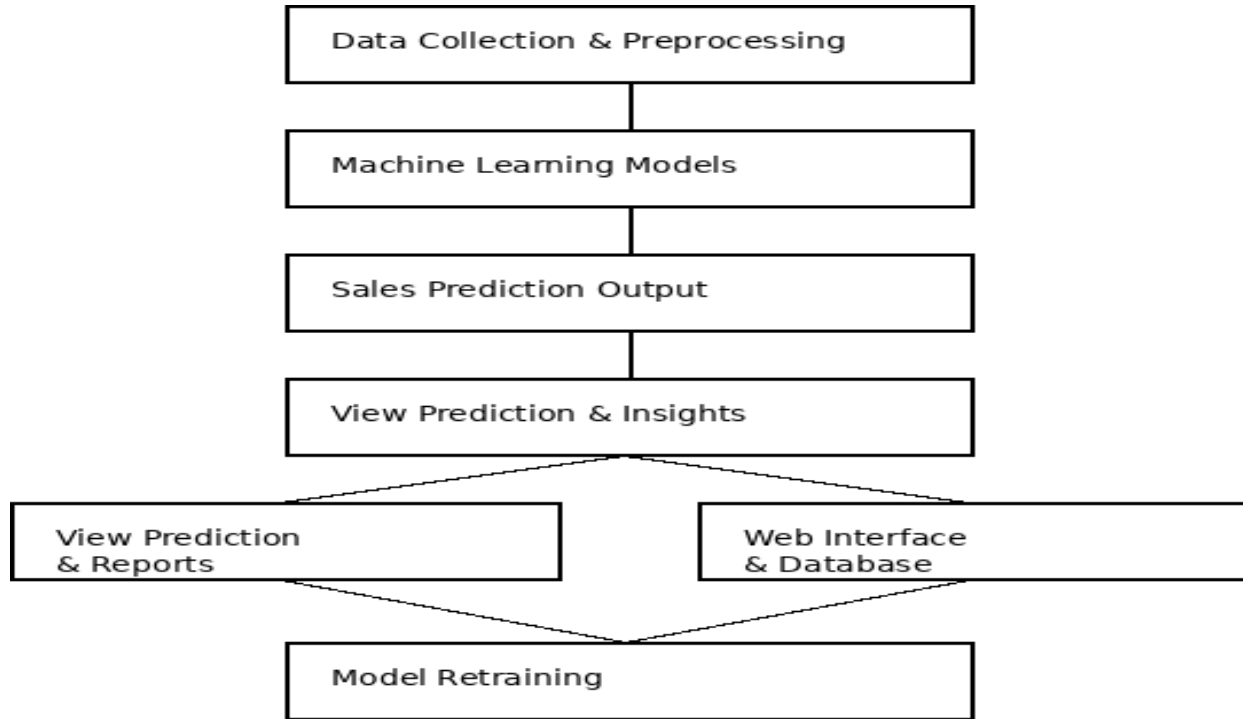 Data Collection & Preprocessing
Machine Learning Models
Sales Prediction Output
View Prediction & Insights
View Prediction
& Reports
Web Interface
& Database
Model Retraining